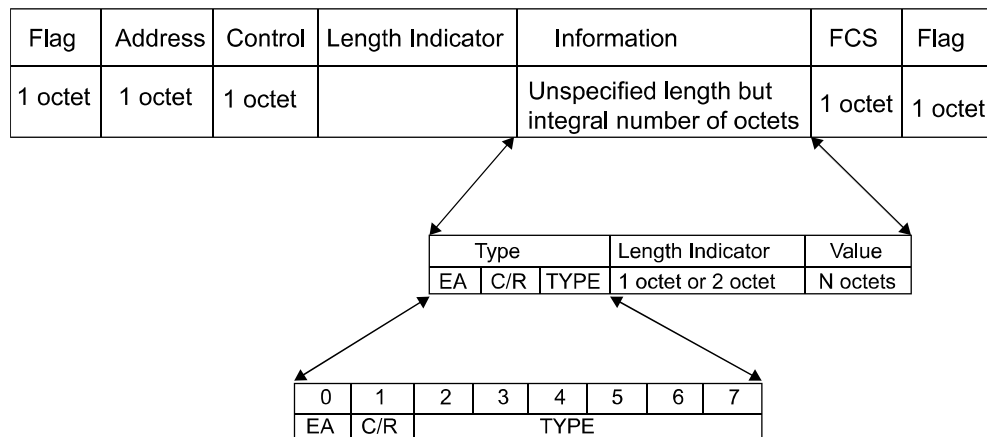 Flag Address Control Length Indicator Information FCS Flag
1 octet 1 octet 1 octet Unspecified length but integral number of octets 1 octet 1 octet
Type Length Indicator Value
EA C/R TYPE 1 octet or 2 octet N octets
0 1 2 3 4 5 6 7
EA C/R TYPE